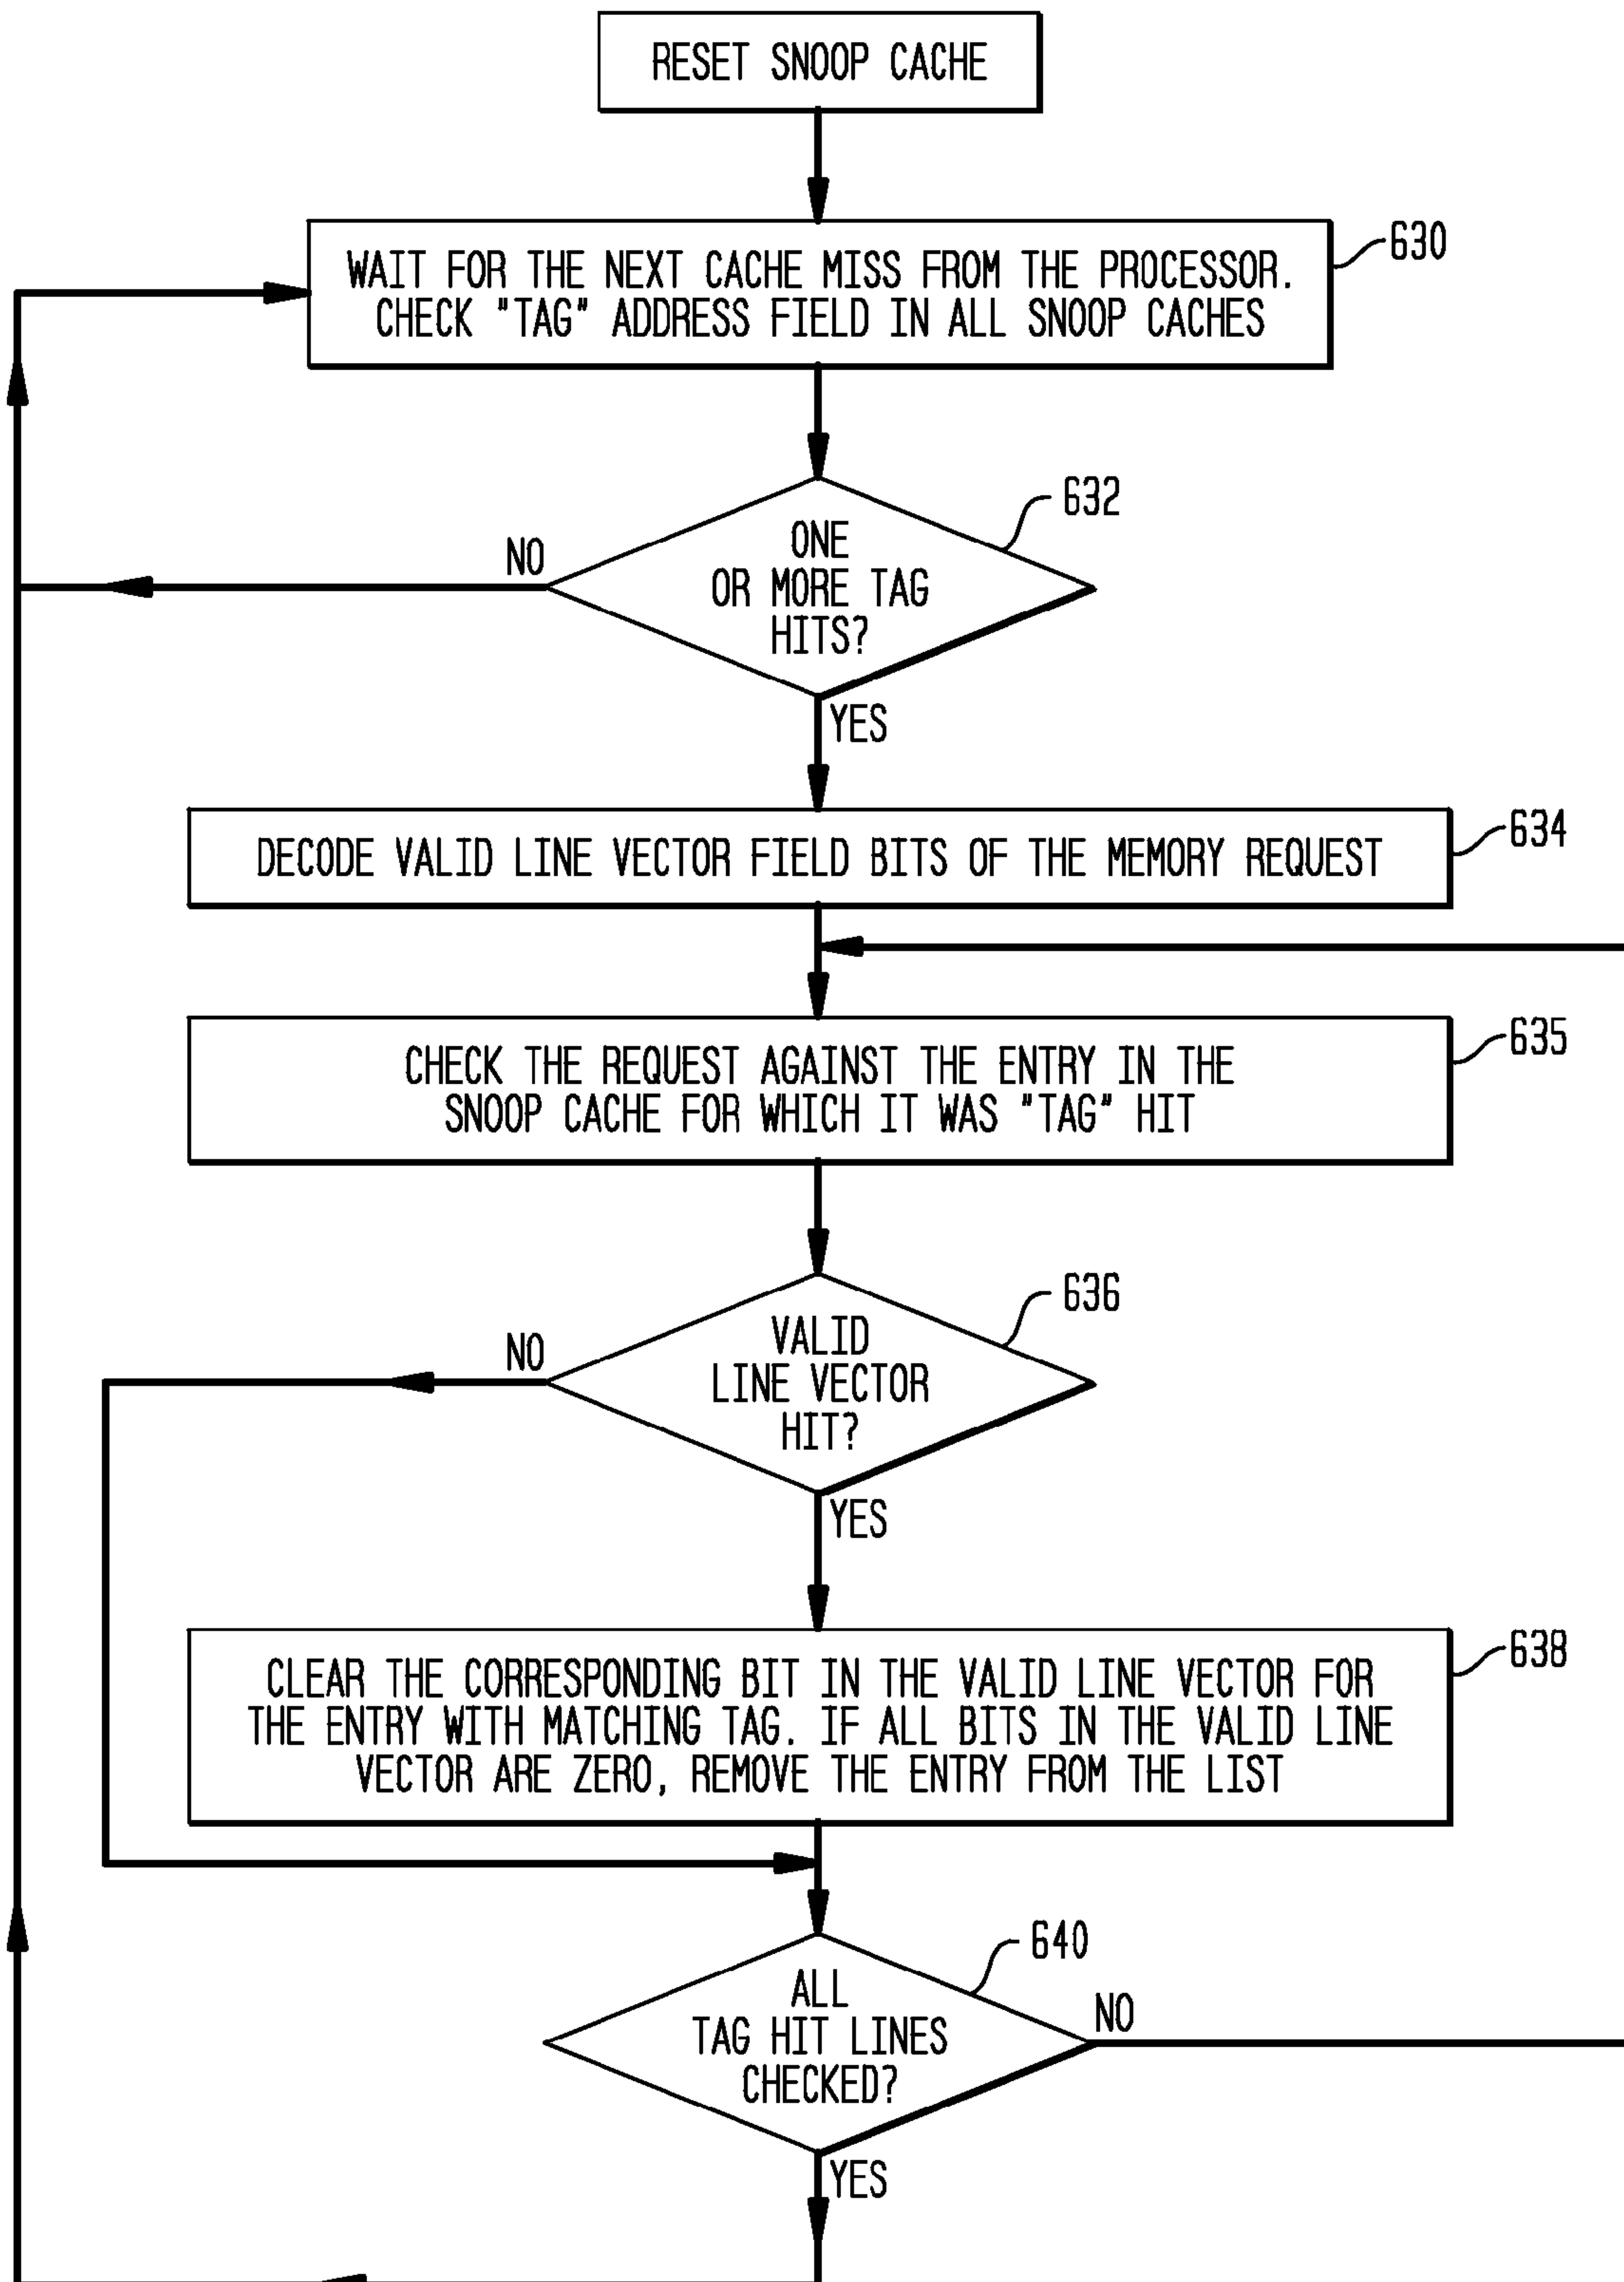 RESET SNOOP CACHE
WAIT FOR THE NEXT CACHE MISS FROM THE PROCESSOR.
CHECK "TAG" ADDRESS FIELD IN ALL SNOOP CACHES
630
ONE
OR MORE TAG
HITS?
632
NO
YES
DECODE VALID LINE VECTOR FIELD BITS OF THE MEMORY REQUEST
634
CHECK THE REQUEST AGAINST THE ENTRY IN THE
SNOOP CACHE FOR WHICH IT WAS "TAG" HIT
635
VALID
LINE VECTOR
HIT?
636
NO
YES
CLEAR THE CORRESPONDING BIT IN THE VALID LINE VECTOR FOR
THE ENTRY WITH MATCHING TAG. IF ALL BITS IN THE VALID LINE
VECTOR ARE ZERO, REMOVE THE ENTRY FROM THE LIST
638
ALL
TAG HIT LINES
CHECKED?
640
NO
YES